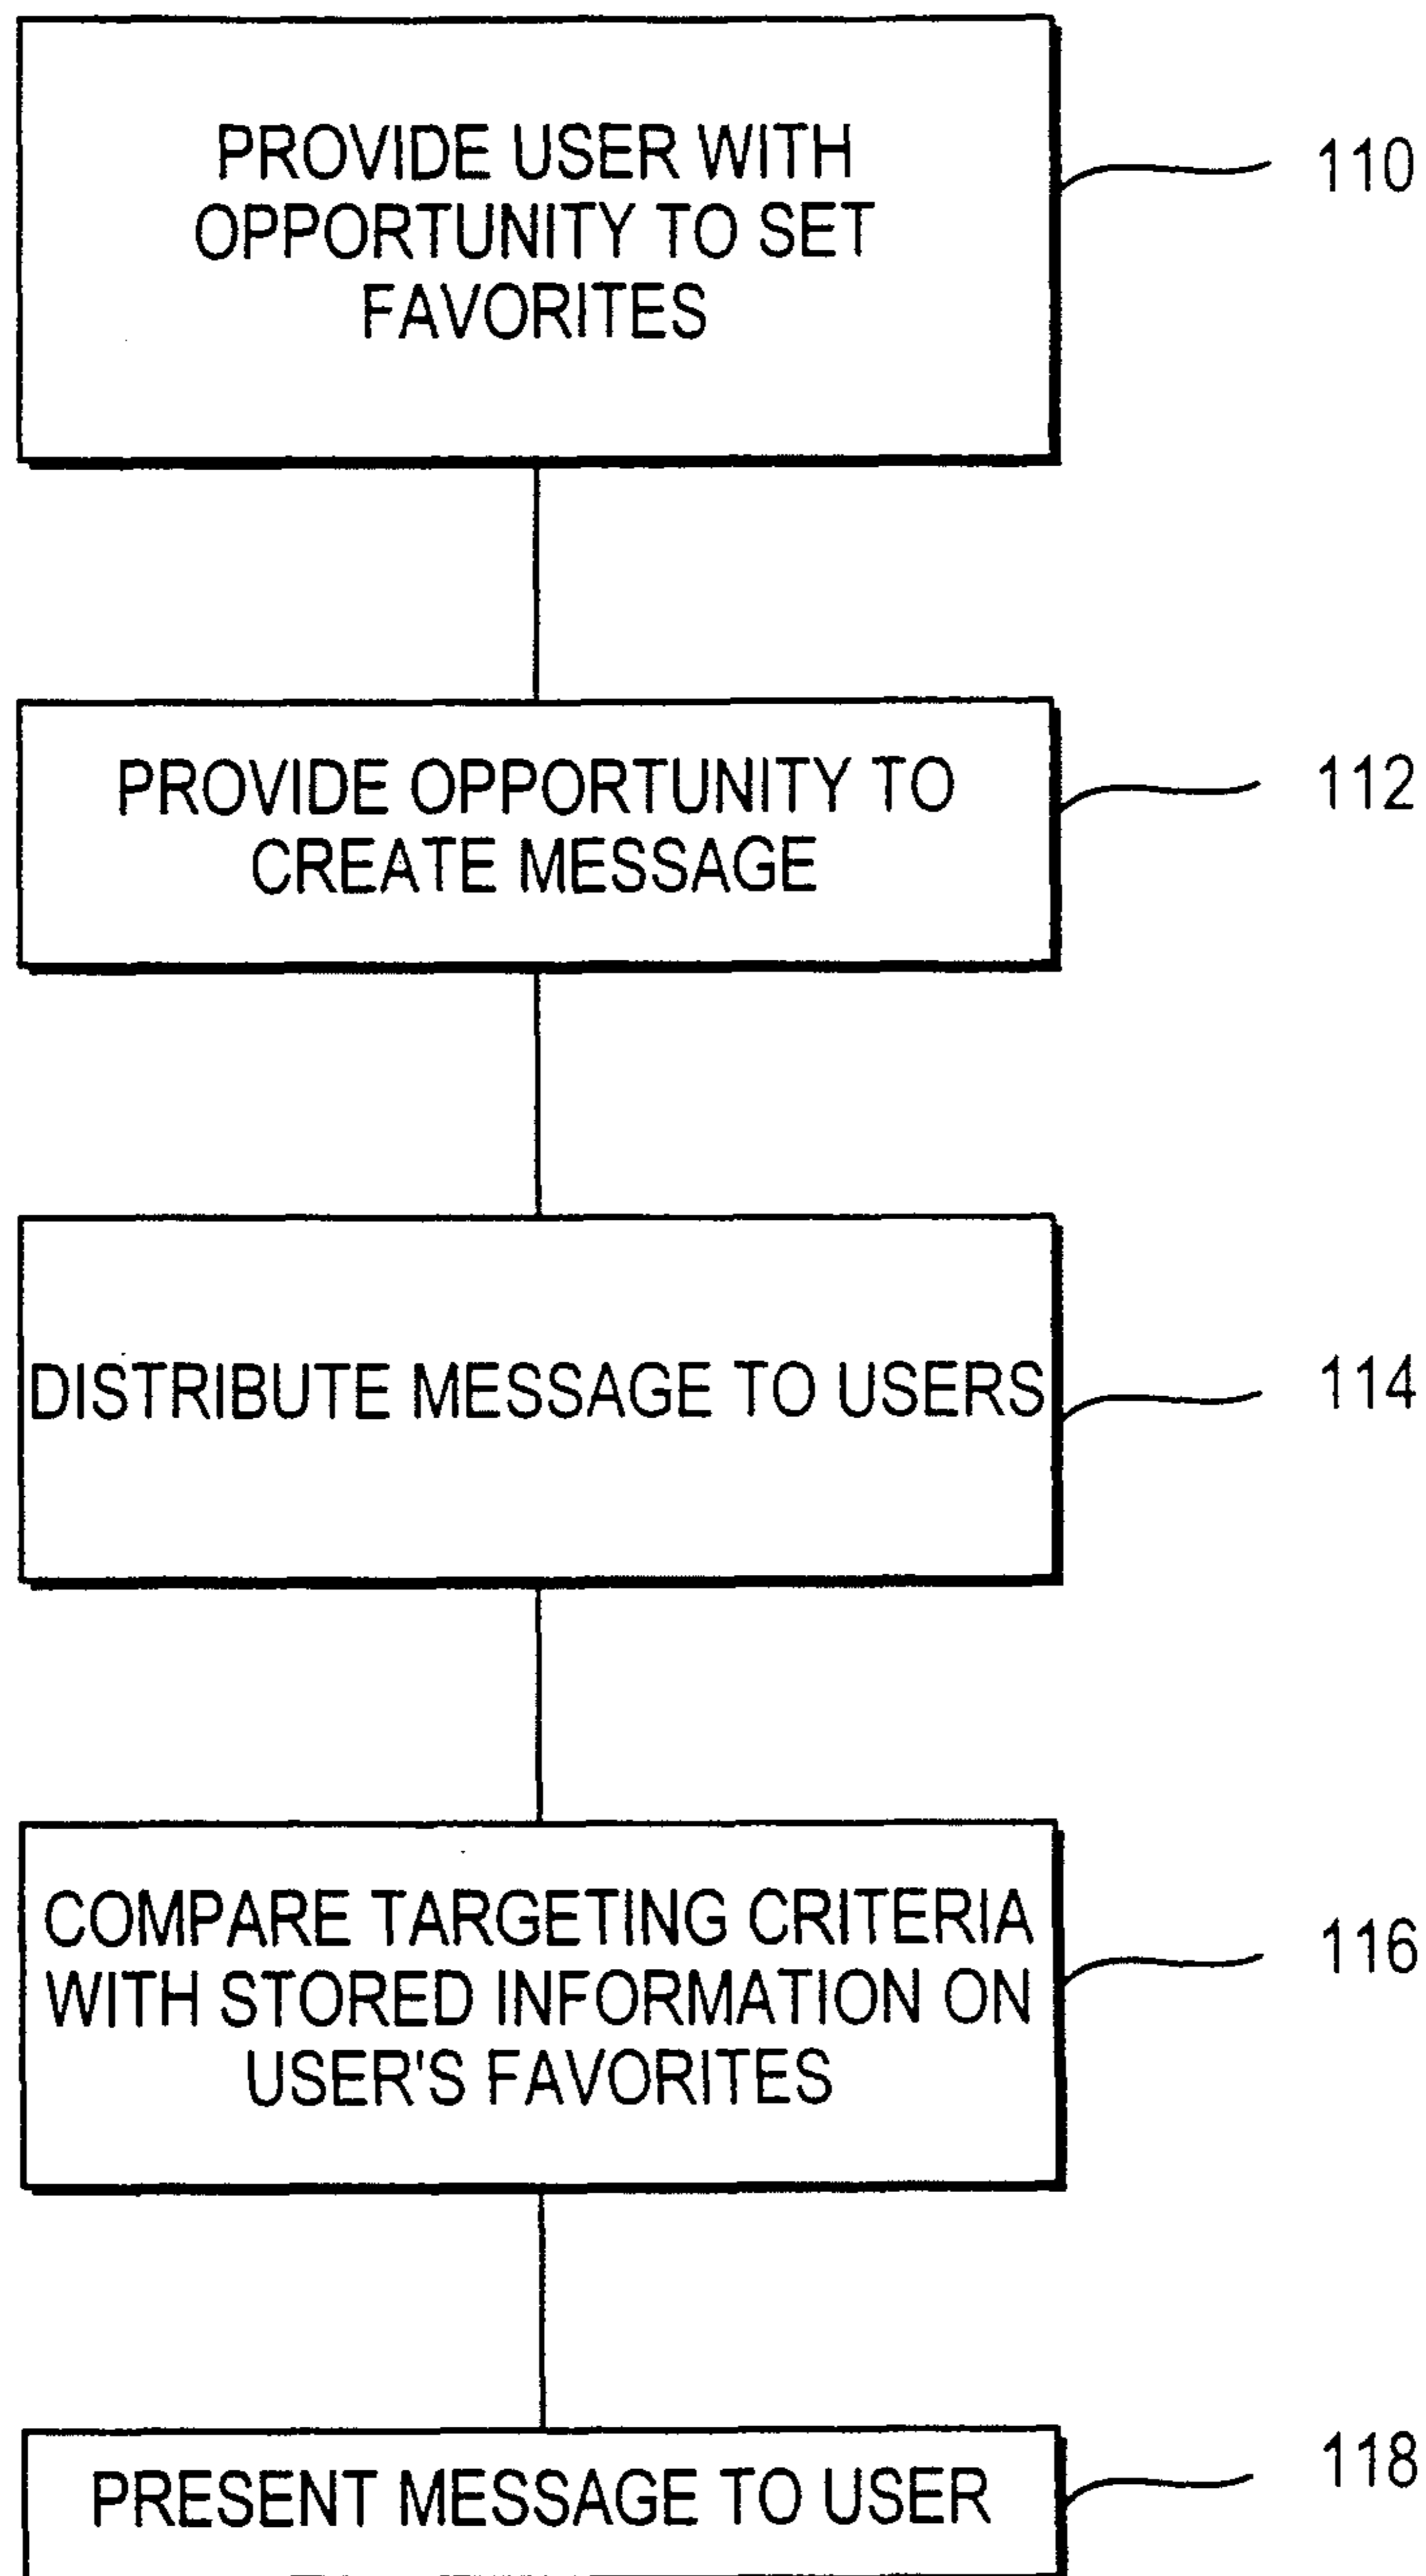 PROVIDE USER WITH
OPPORTUNITY TO SET
FAVORITES
110
PROVIDE OPPORTUNITY TO
CREATE MESSAGE
112
DISTRIBUTE MESSAGE TO USERS
114
COMPARE TARGETING CRITERIA
WITH STORED INFORMATION ON
USER'S FAVORITES
116
PRESENT MESSAGE TO USER
118